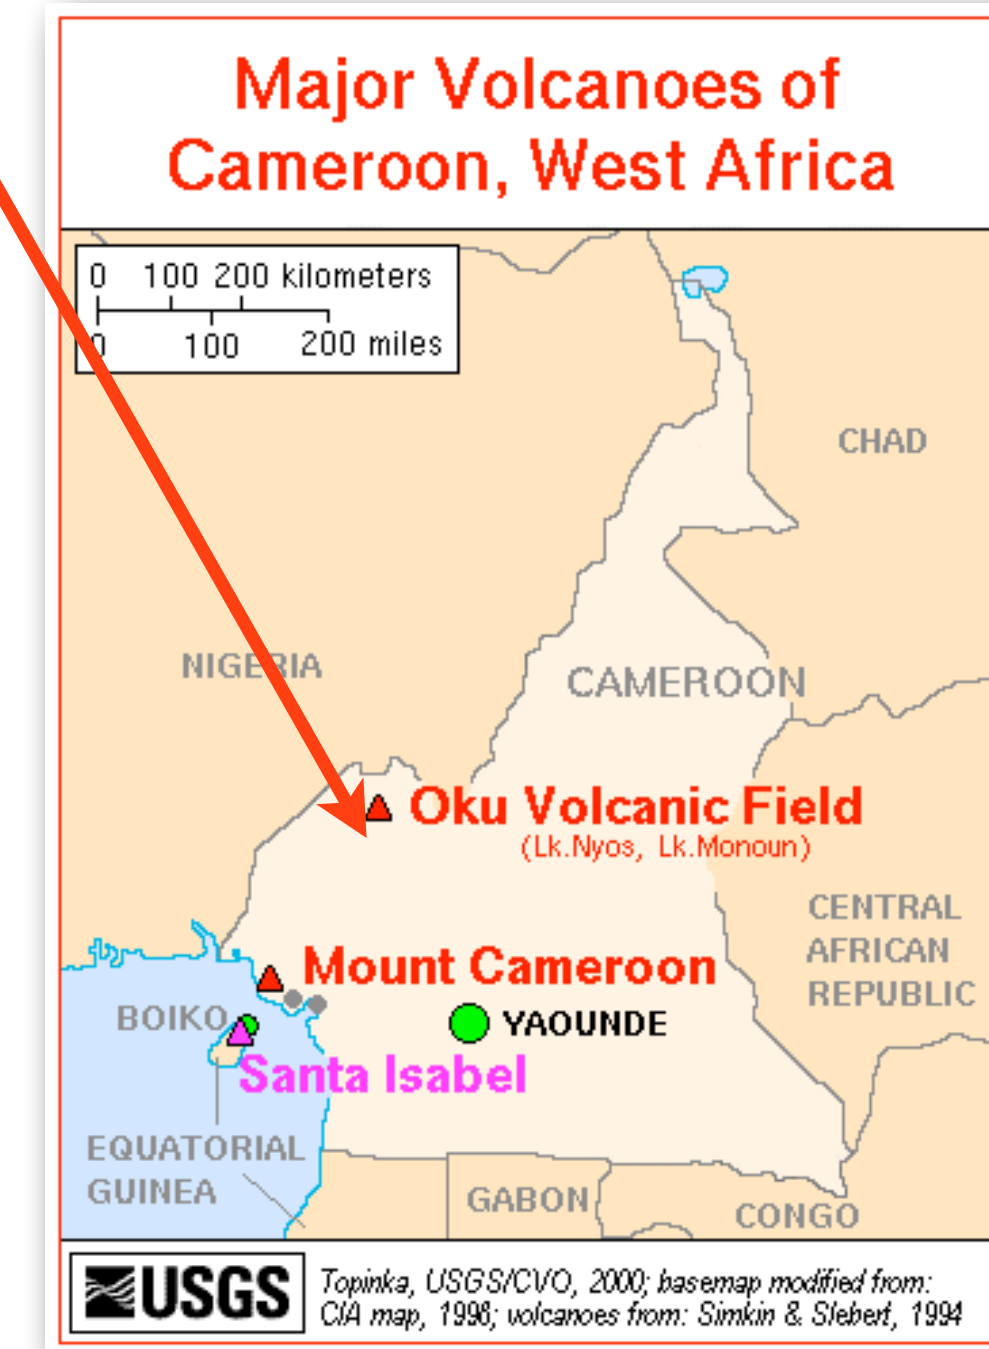 Major Volcanoes of
Cameroon, West Africa
0 100 200 kilometers
0 100 200 miles
CHAD
NIGERIA
CAMEROON
Oku Volcanic Field
(Lk.Nyos, Lk.Monoun)
CENTRAL
AFRICAN
REPUBLIC
Mount Cameroon
BOIKO
YAOUNDE
Santa Isabel
EQUATORIAL
GUINEA
GABON
CONGO
USGS
Topinka, USGS/CVO, 2000; basemap modified from:
CIA map, 1996; volcanoes from: Simkin & Siebert, 1994